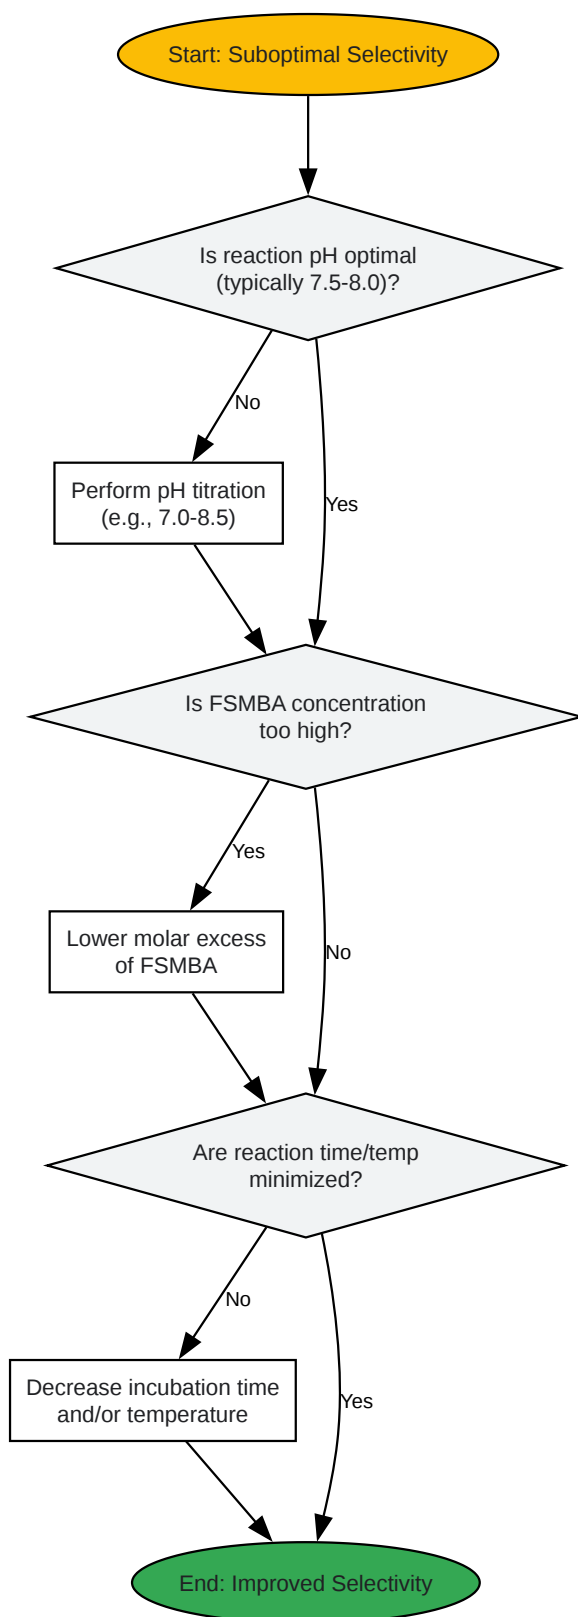 Start: Suboptimal Selectivity
Is reaction pH optimal
(typically 7.5-8.0)?
No
Perform pH titration
(e.g., 7.0-8.5)
Yes
Is FSMBA concentration
too high?
Yes
Lower molar excess
of FSMBA
No
Are reaction time/temp
minimized?
No
Decrease incubation time
and/or temperature
Yes
End: Improved Selectivity